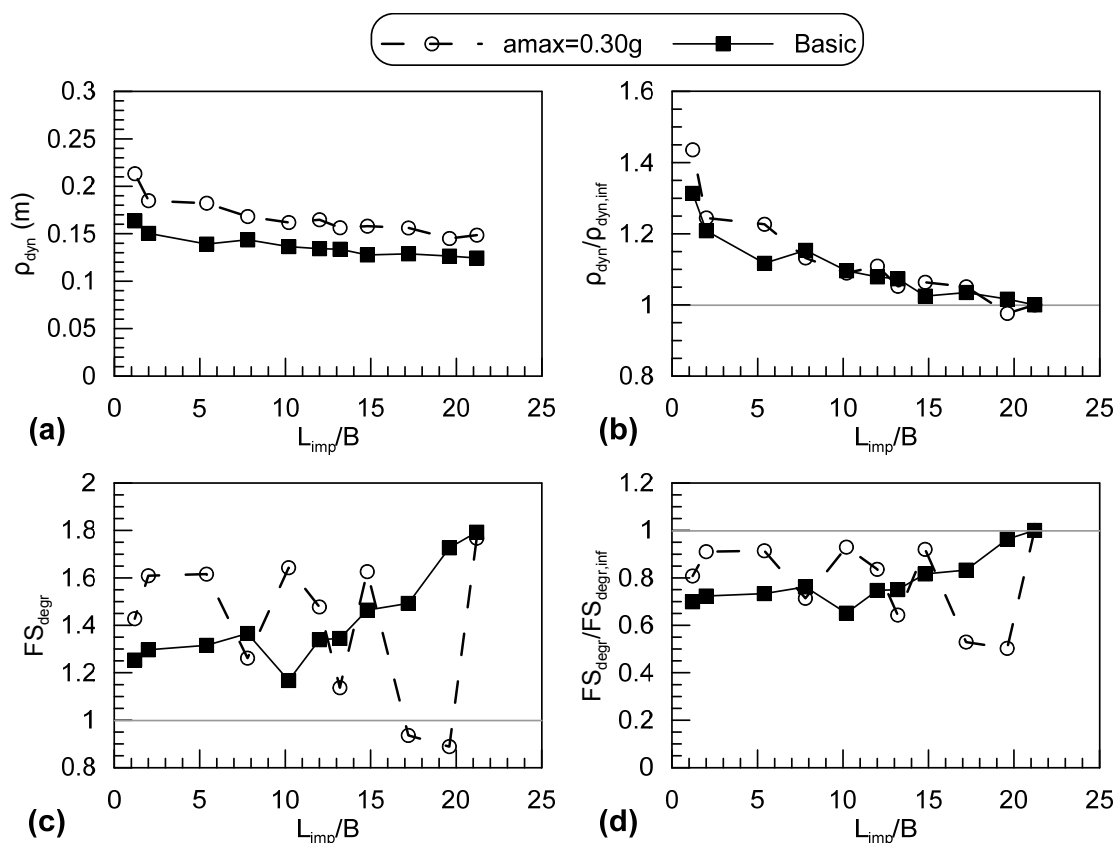 amax=0.30g Basic
0.3
0.25
0.2
0.15
0.1
0.05
0
ρdyn (m)
0 5 10 15 20 25
(a)
Limp/B
1.6
1.4
1.2
1
0.8
ρdyn/ρdyn,inf
0 5 10 15 20 25
(b)
Limp/B
2
1.8
1.6
1.4
1.2
1
0.8
FSdegr
0 5 10 15 20 25
(c)
Limp/B
1.2
1
0.8
0.6
0.4
0.2
0
FSdegr/FSdegr,inf
0 5 10 15 20 25
(d)
Limp/B